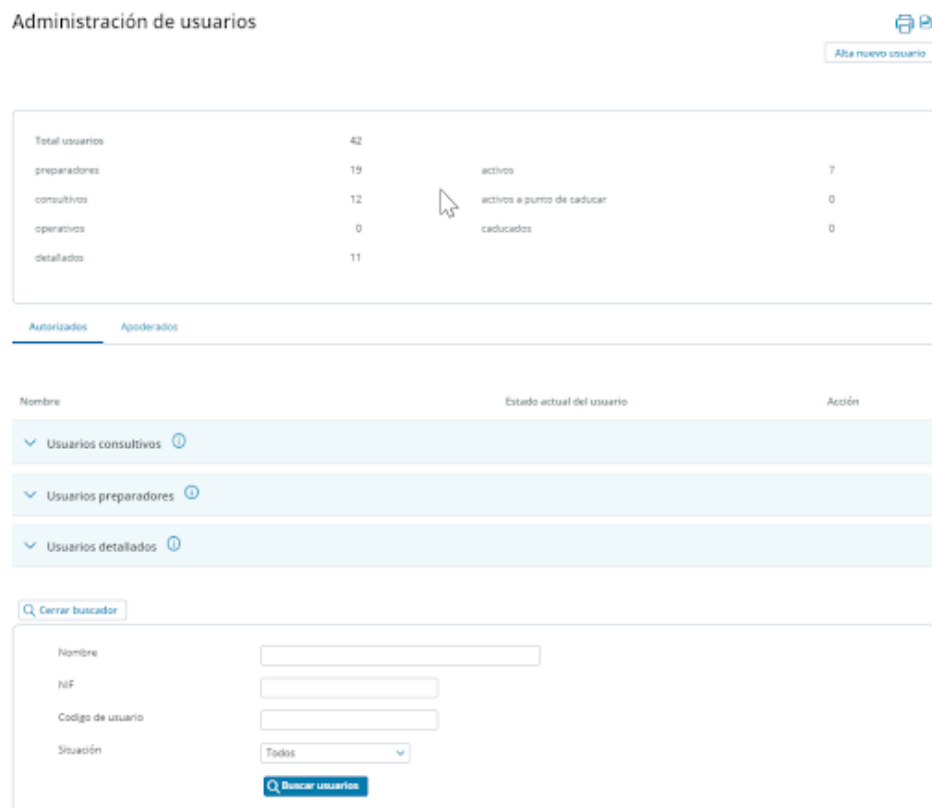 Administración de usuarios
Alta nuevo usuario
Total usuarios 42
preparadores 19 activos 7
consultivos 12 activos a punto de caducar 0
operativos 0 caducados 0
detallados 11
Autorizados Apoderados
Nombre Estado actual del usuario Acción
Usuarios consultivos
Usuarios preparadores
Usuarios detallados
Cerrar buscador
Nombre
NIF
Codigo de usuario
Situación Todos
Buscar usuarios